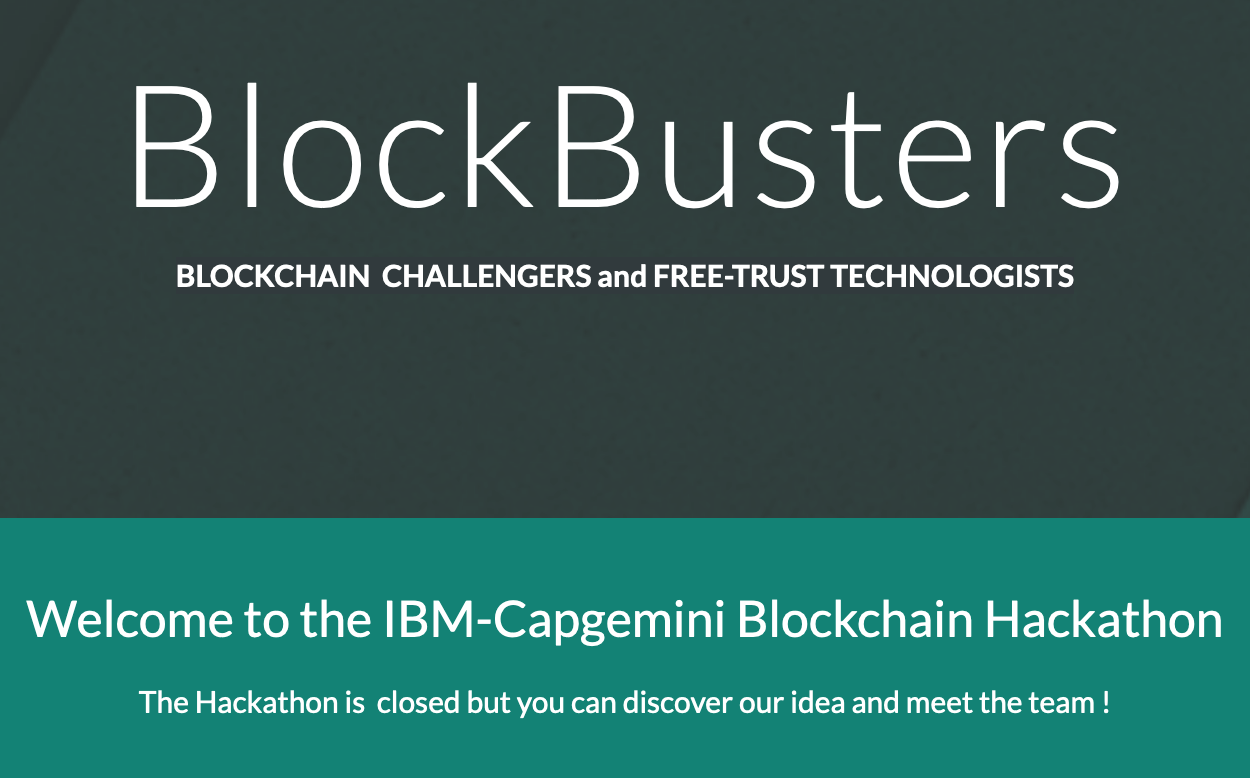 BlockBusters
BLOCKCHAIN  CHALLENGERS and FREE-TRUST TECHNOLOGISTS
Welcome to the IBM-Capgemini Blockchain Hackathon
The Hackathon is  closed but you can discover our idea and meet the team !